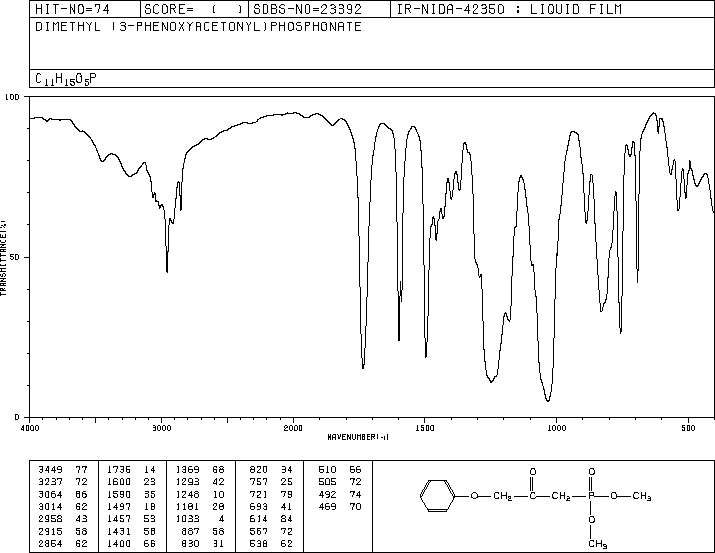 HIT-NO=74 SCORE= ( ) SDBS-NO=23392 IR-NIDA-42350 : LIQUID FILM
DIMETHYL (3-PHENOXYACETONYL)PHOSPHONATE
C11H15O5P
100
50
0
TRANSMITTANCE(%)
4000 3000 2000 1500 1000 500
WAVENUMBER(-1)
3449 77 1736 14 1369 68 820 34 510 66
3237 72 1600 23 1293 42 757 25 505 72
3064 66 1590 35 1248 10 721 79 492 74
3014 62 1497 18 1181 28 693 41 469 70
2958 43 1457 53 1033 4 614 84
2915 58 1431 58 887 58 567 72
2854 62 1400 66 830 31 538 62
O O
O CH2 C CH2 P O CH3
O
CH3